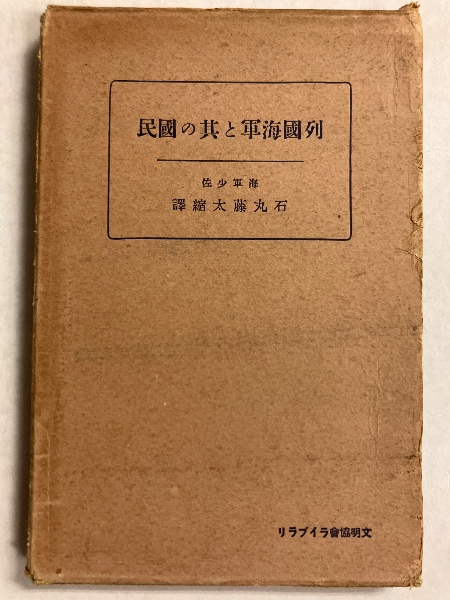 列國海軍と其の國民
海軍少佐
石丸藤太縮譯
文明協會ライブラリ